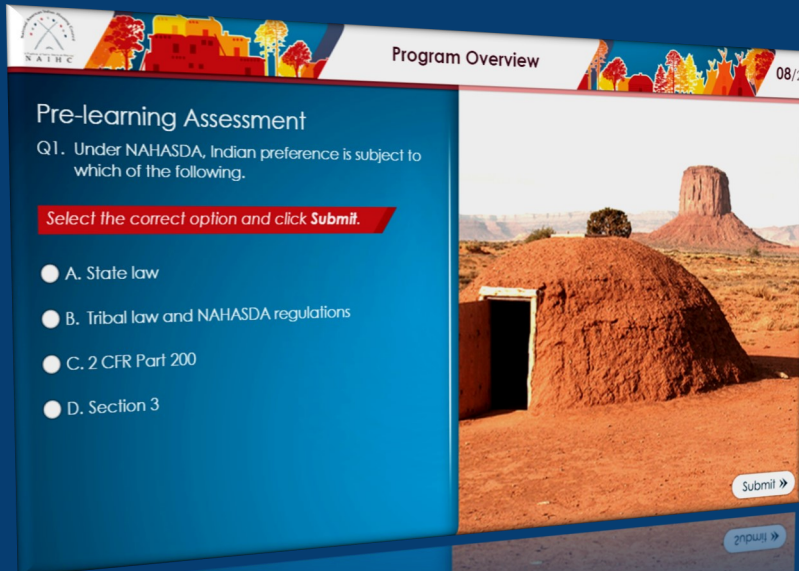 NAIHC
Program Overview
08/
Pre-learning Assessment
Q1. Under NAHASDA, Indian preference is subject to
which of the following.
Select the correct option and click Submit.
A. State law
B. Tribal law and NAHASDA regulations
C. 2 CFR Part 200
D. Section 3
Submit »